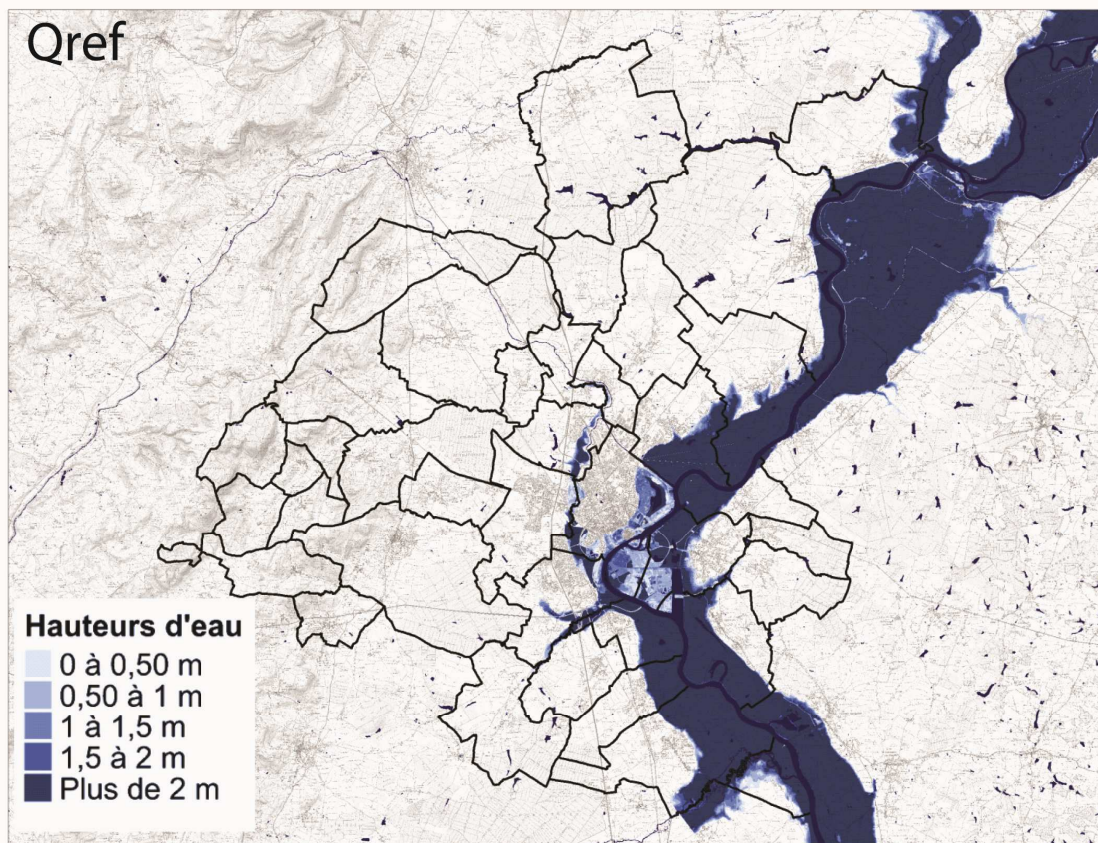 Qref
Hauteurs d'eau
0 à 0,50 m
0,50 à 1 m
1 à 1,5 m
1,5 à 2 m
Plus de 2 m